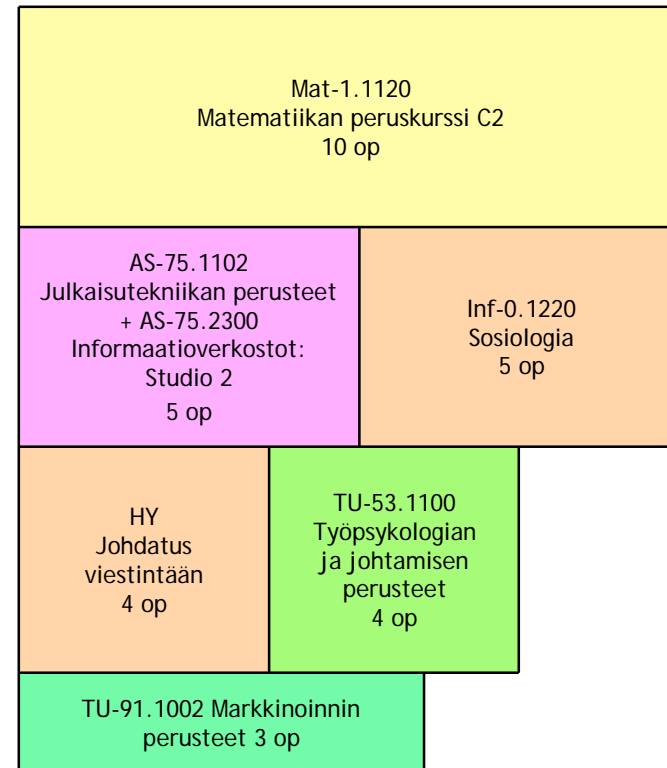 Mat-1.1120
Matematiikan peruskurssi C2
10 op
AS-75.1102
Julkaisutekniikan perusteet
+ AS-75.2300
Informaatioverkostot:
Studio 2
5 op
Inf-0.1220
Sosiologia
5 op
HY
Johdatus
viestintään
4 op
TU-53.1100
Työpsykologian
ja johtamisen
perusteet
4 op
TU-91.1002 Markkinoinnin
perusteet 3 op